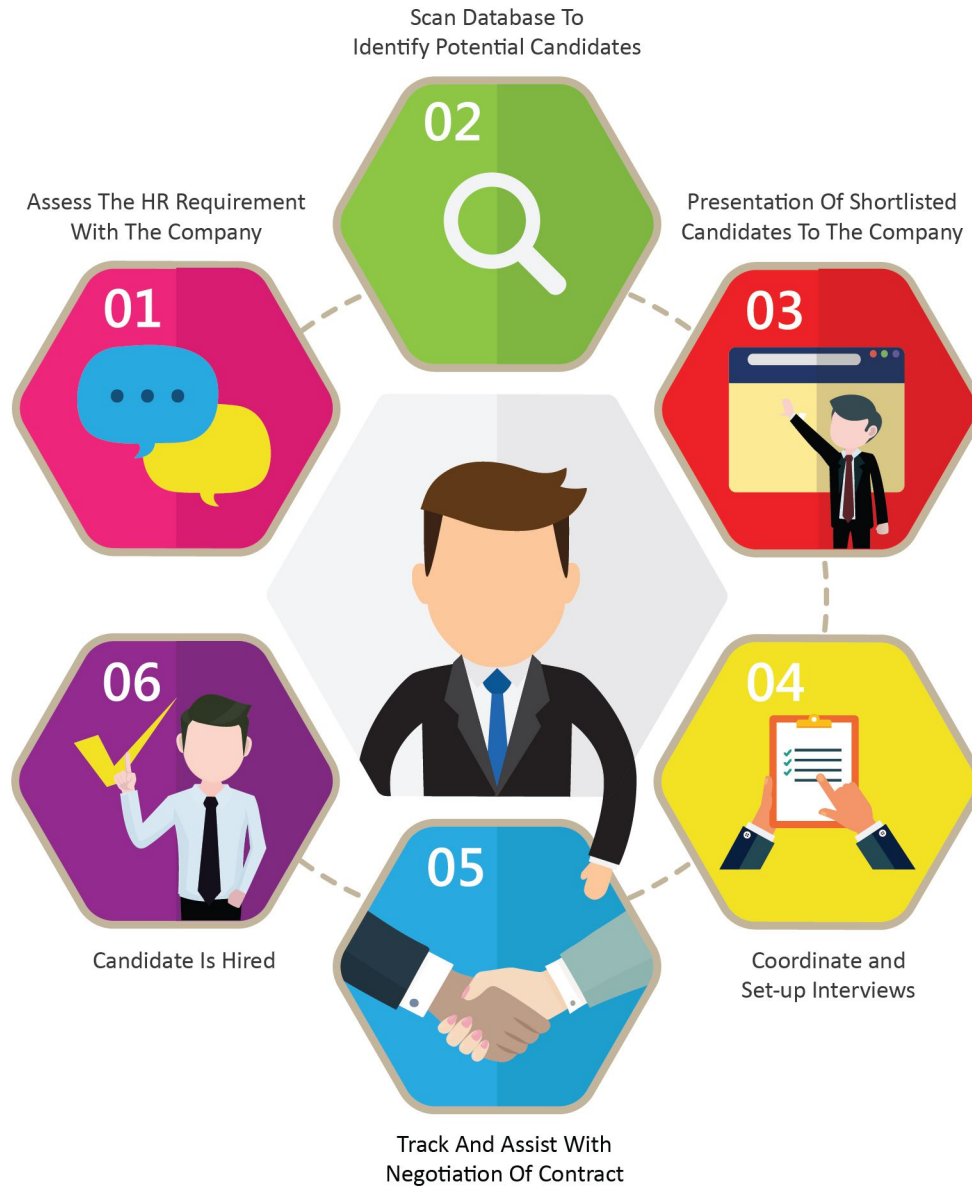 01
Assess The HR Requirement
With The Company
02
Scan Database To
Identify Potential Candidates
03
Presentation Of Shortlisted
Candidates To The Company
04
Coordinate and
Set-up Interviews
05
Track And Assist With
Negotiation Of Contract
06
Candidate Is Hired